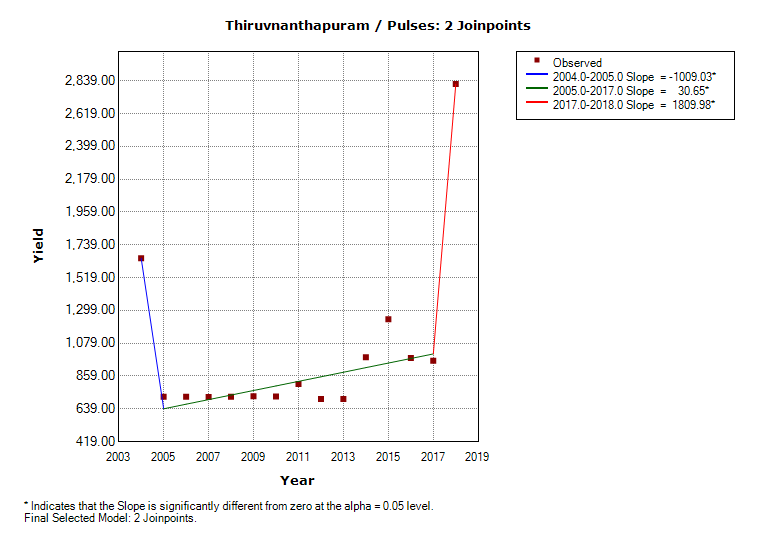 Thiruvnanthapuram / Pulses: 2 Joinpoints
Observed
2004.0-2005.0 Slope = -1009.03*
2005.0-2017.0 Slope = 30.65*
2017.0-2018.0 Slope = 1809.98*
Yield
2,839.00
2,619.00
2,399.00
2,179.00
1,959.00
1,739.00
1,519.00
1,299.00
1,079.00
859.00
639.00
419.00
2003 2005 2007 2009 2011 2013 2015 2017 2019
Year
* Indicates that the Slope is significantly different from zero at the alpha = 0.05 level.
Final Selected Model: 2 Joinpoints.